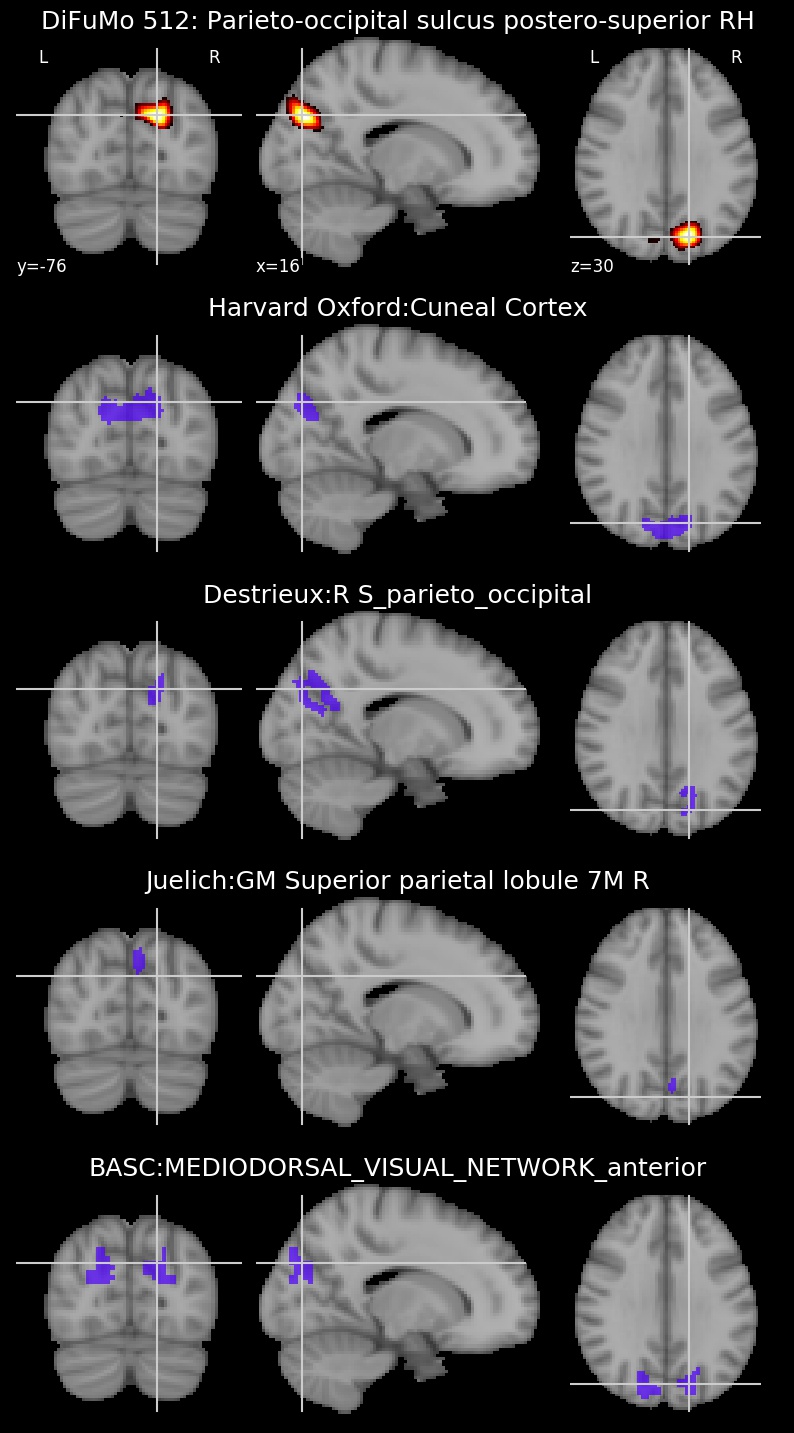 DiFuMo 512: Parieto-occipital sulcus postero-superior RH
L R L R
y=-76 x=16 z=30
Harvard Oxford:Cuneal Cortex
Destrieux:R S_parieto_occipital
Juelich:GM Superior parietal lobule 7M R
BASC:MEDIODORSAL_VISUAL_NETWORK_anterior